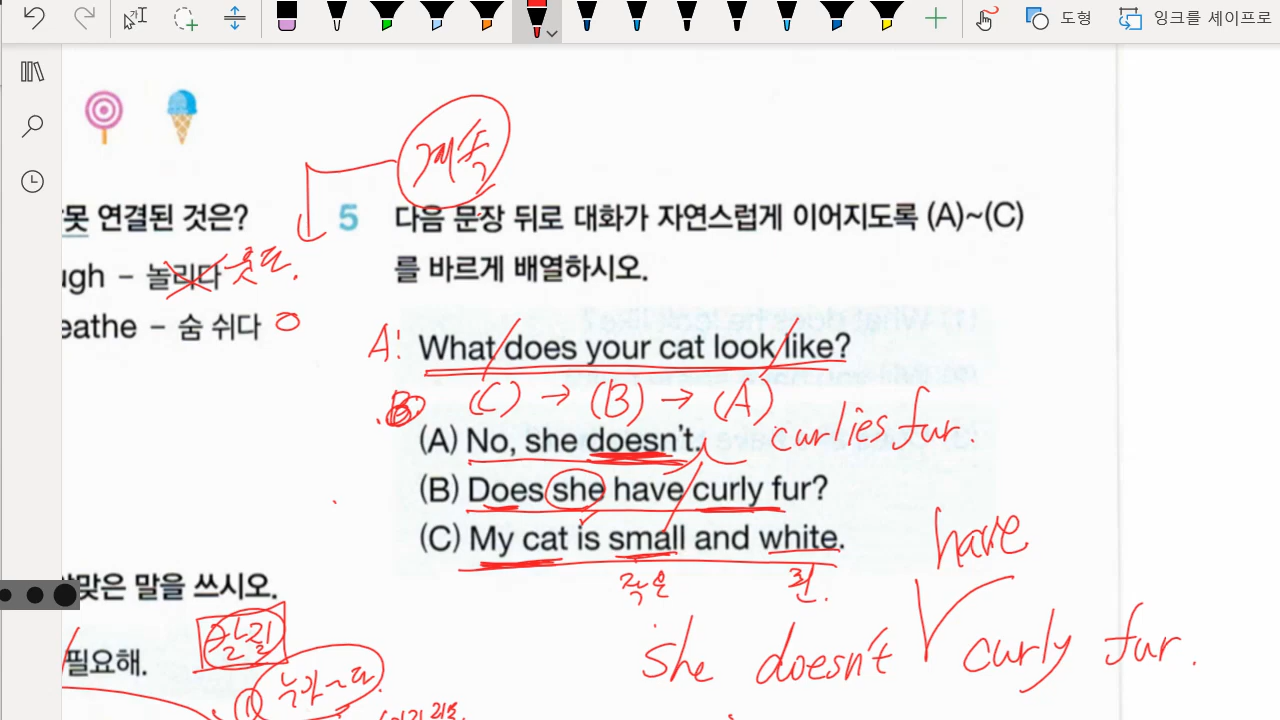 도형
잉크를 셰이프로
계속
못 연결된 것은?
ugh – 놀리다
eathe – 숨 쉬다 O
5 다음 문장 뒤로 대화가 자연스럽게 이어지도록 (A)~(C)
를 바르게 배열하시오.
A: What does your cat look like?
B (C) → (B) → (A)
(A) No, she doesn't. curlies fur.
(B) Does she have curly fur?
(C) My cat is small and white.
작은 흰.
have
she doesn't curly fur.
맞은 말을 쓰시오.
필요해.